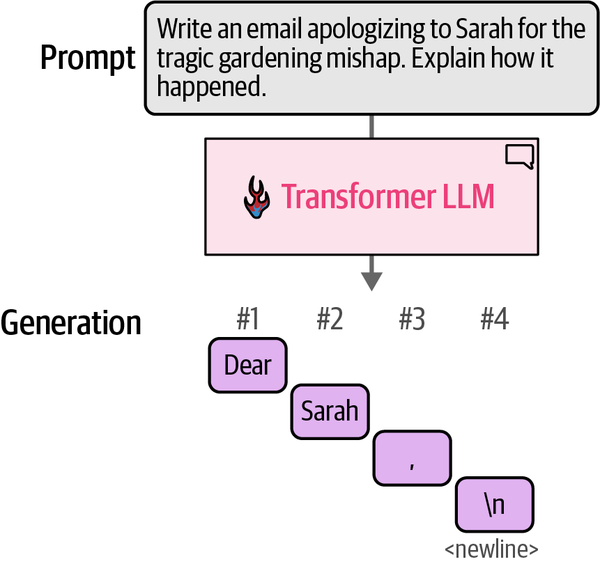 Prompt
Write an email apologizing to Sarah for the
tragic gardening mishap. Explain how it
happened.
Transformer LLM
Generation
#1 #2 #3 #4
Dear
Sarah
,
\n
<newline>